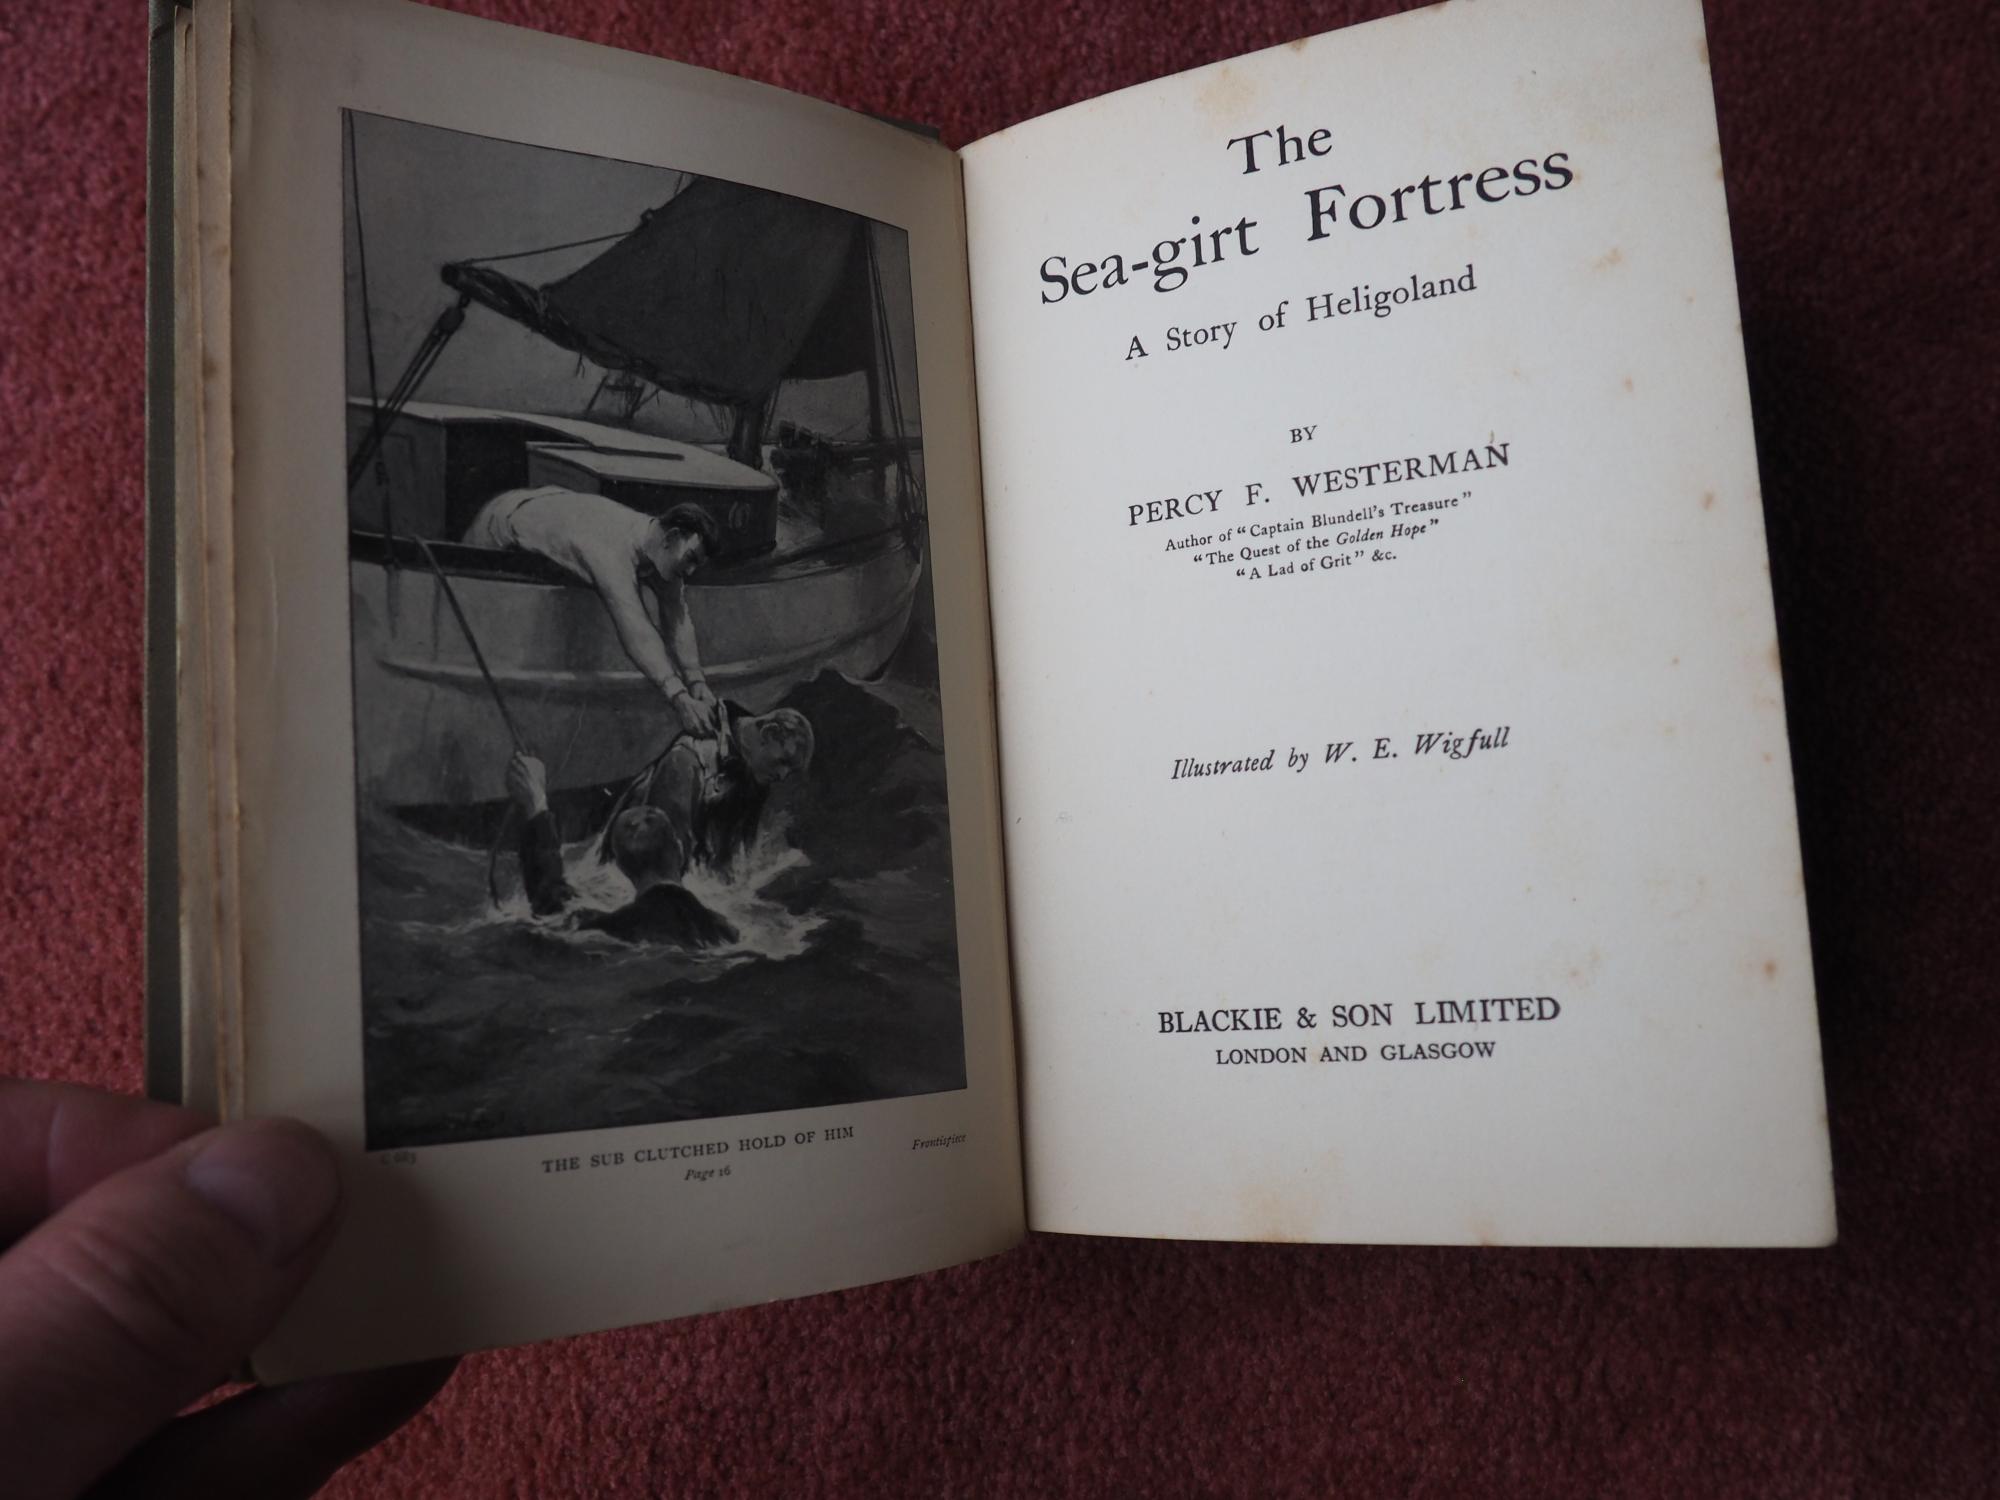 THE SUB CLUTCHED HOLD OF HIM
Page 16
Frontispiece
The
Sea-girt Fortress
A Story of Heligoland
BY
PERCY F. WESTERMAN
Author of "Captain Blundell's Treasure"
"The Quest of the Golden Hope"
"A Lad of Grit" &c.
Illustrated by W. E. Wigfull
BLACKIE & SON LIMITED
LONDON AND GLASGOW